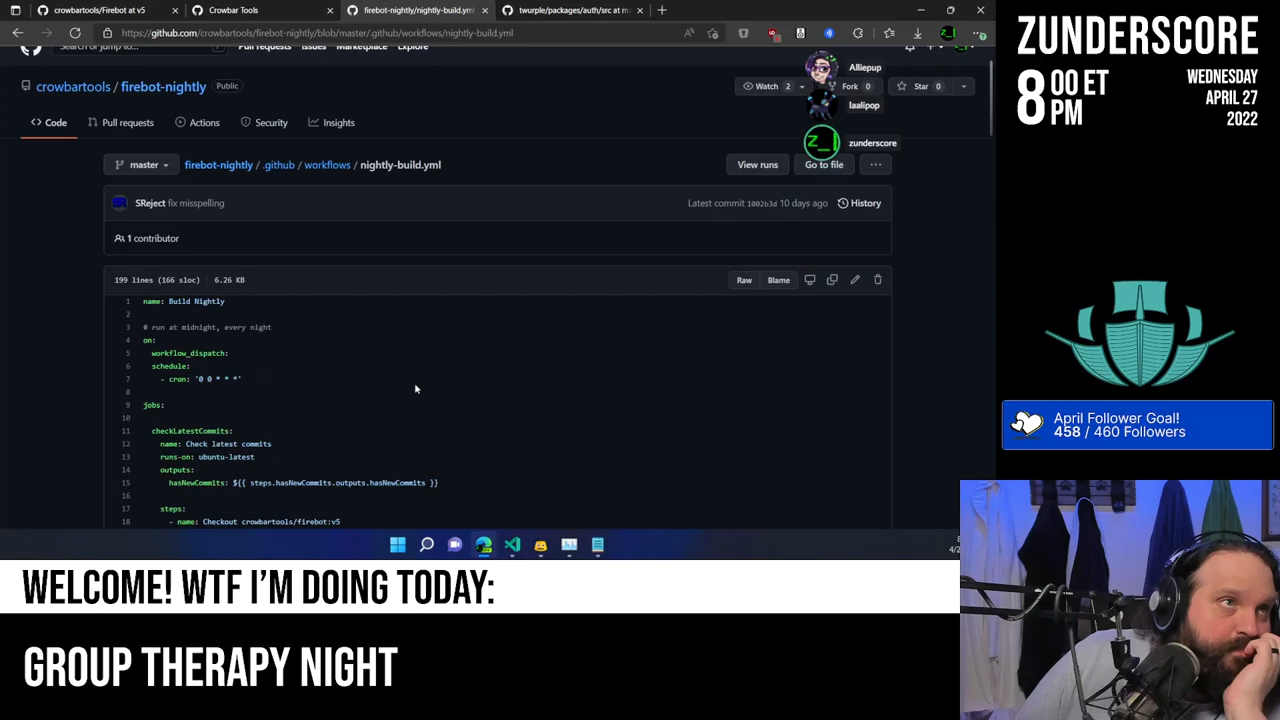 crowbartools/Firebot at v5
Crowbar Tools
firebot-nightly/nightly-build.yml
twurple/packages/auth/src at m
https://github.com/crowbartools/firebot-nightly/blob/master/.github/workflows/nightly-build.yml
Search or jump to...
Pull requests
Issues
Marketplace
Explore
Alliepup
laalipop
zunderscore
crowbartools/firebot-nightly
Public
Watch 2
Fork 0
Star 0
Code
Pull requests
Actions
Security
Insights
master
firebot-nightly / .github / workflows / nightly-build.yml
View runs
Go to file
SReject fix misspelling
Latest commit 1002b3d 10 days ago
History
1 contributor
199 lines (166 sloc) | 6.26 KB
Raw
Blame
1 name: Build Nightly
2
3 # run at midnight, every night
4 on:
5 workflow_dispatch:
6 schedule:
7 - cron: '0 0 * * *'
8
9 jobs:
10
11 checkLatestCommits:
12 name: Check latest commits
13 runs-on: ubuntu-latest
14 outputs:
15 hasNewCommits: ${{ steps.hasNewCommits.outputs.hasNewCommits }}
16
17 steps:
18 - name: Checkout crowbartools/firebot:v5
ZUNDERSCORE
8 00 ET PM
WEDNESDAY
APRIL 27
2022
April Follower Goal!
458 / 460 Followers
WELCOME! WTF I'M DOING TODAY:
GROUP THERAPY NIGHT